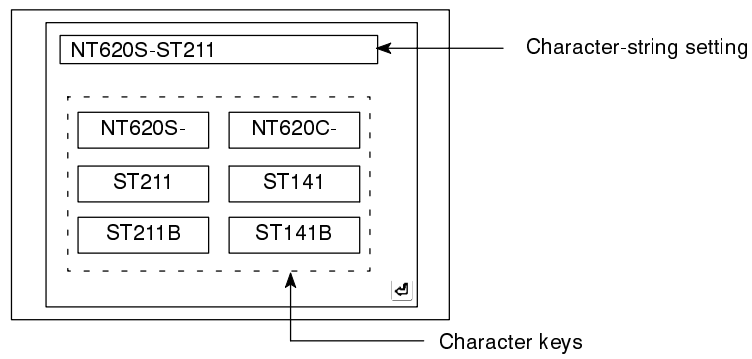 NT620S-ST211
Character-string setting
NT620S-
NT620C-
ST211
ST141
ST211B
ST141B
Character keys